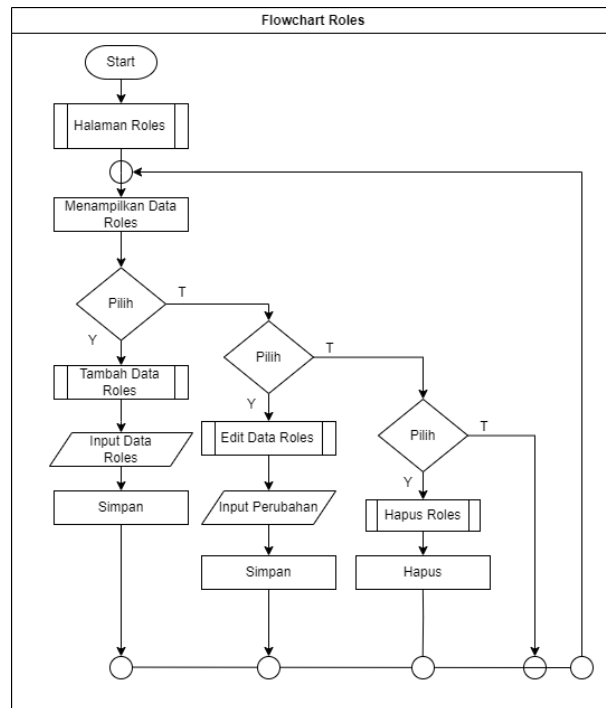 Flowchart Roles
Start
Halaman Roles
Menampilkan Data
Roles
Pilih
T
Y
Tambah Data
Roles
Input Data
Roles
Simpan
Pilih
T
Y
Edit Data Roles
Input Perubahan
Simpan
Pilih
T
Y
Hapus Roles
Hapus